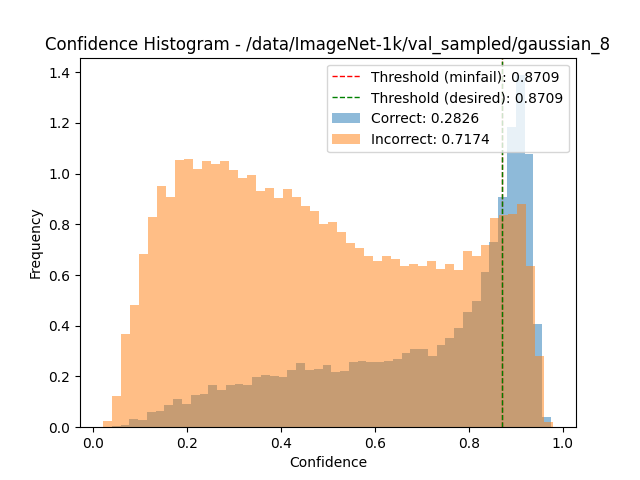 Confidence Histogram - /data/ImageNet-1k/val_sampled/gaussian_8
Threshold (minfail): 0.8709
Threshold (desired): 0.8709
Correct: 0.2826
Incorrect: 0.7174
Frequency
1.4
1.2
1.0
0.8
0.6
0.4
0.2
0.0
0.0 0.2 0.4 0.6 0.8 1.0
Confidence